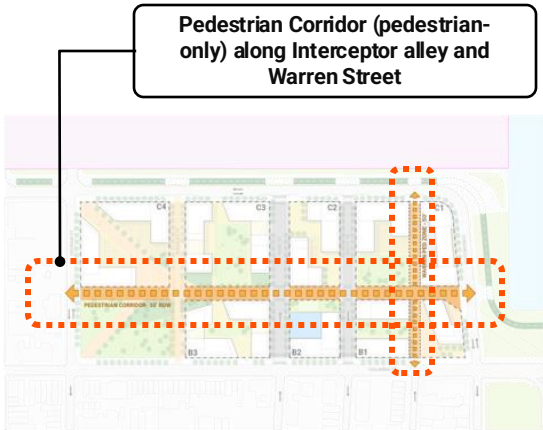 Pedestrian Corridor (pedestrian-
only) along Interceptor alley and
Warren Street
C4
C3
C2
C1
PEDESTRIAN CORRIDOR
B3
B2
B1